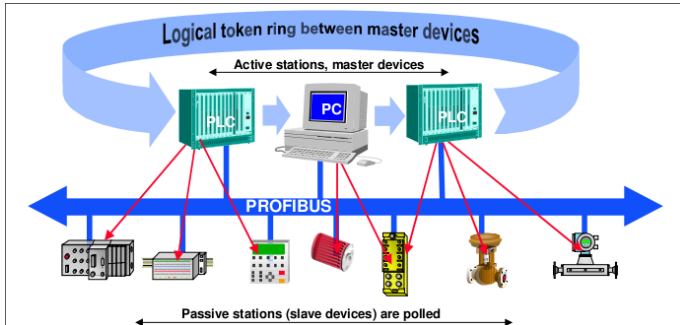 Logical token ring between master devices
Active stations, master devices
PLC
PC
PLC
PROFIBUS
Passive stations (slave devices) are polled